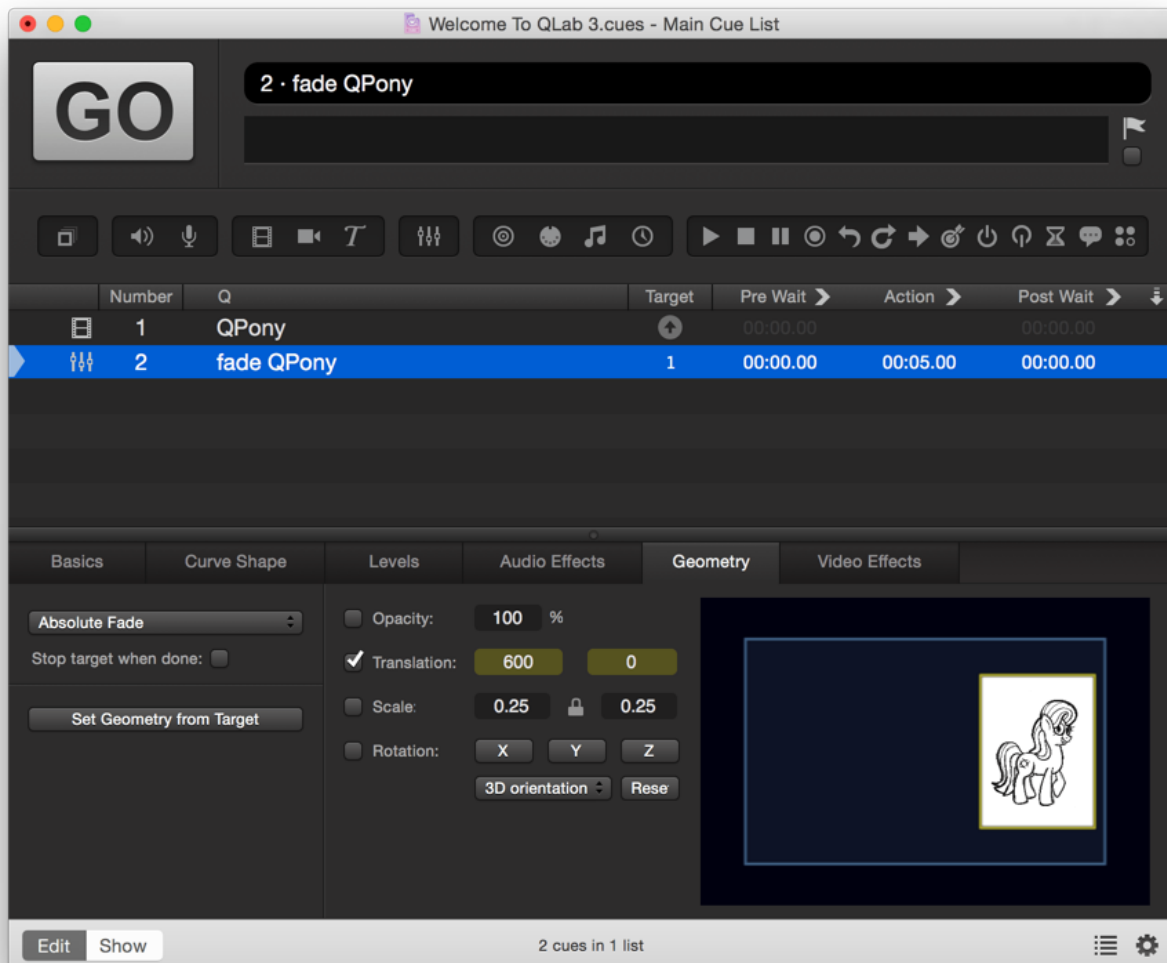 Welcome To QLab 3.cues - Main Cue List
GO
2 · fade QPony
Number Q Target Pre Wait Action Post Wait
1 QPony 00:00.00 00:00.00
2 fade QPony 1 00:00.00 00:05.00 00:00.00
Basics Curve Shape Levels Audio Effects Geometry Video Effects
Absolute Fade
Stop target when done:
Set Geometry from Target
Opacity: 100 %
Translation: 600 0
Scale: 0.25 0.25
Rotation: X Y Z
3D orientation Rese
Edit Show 2 cues in 1 list